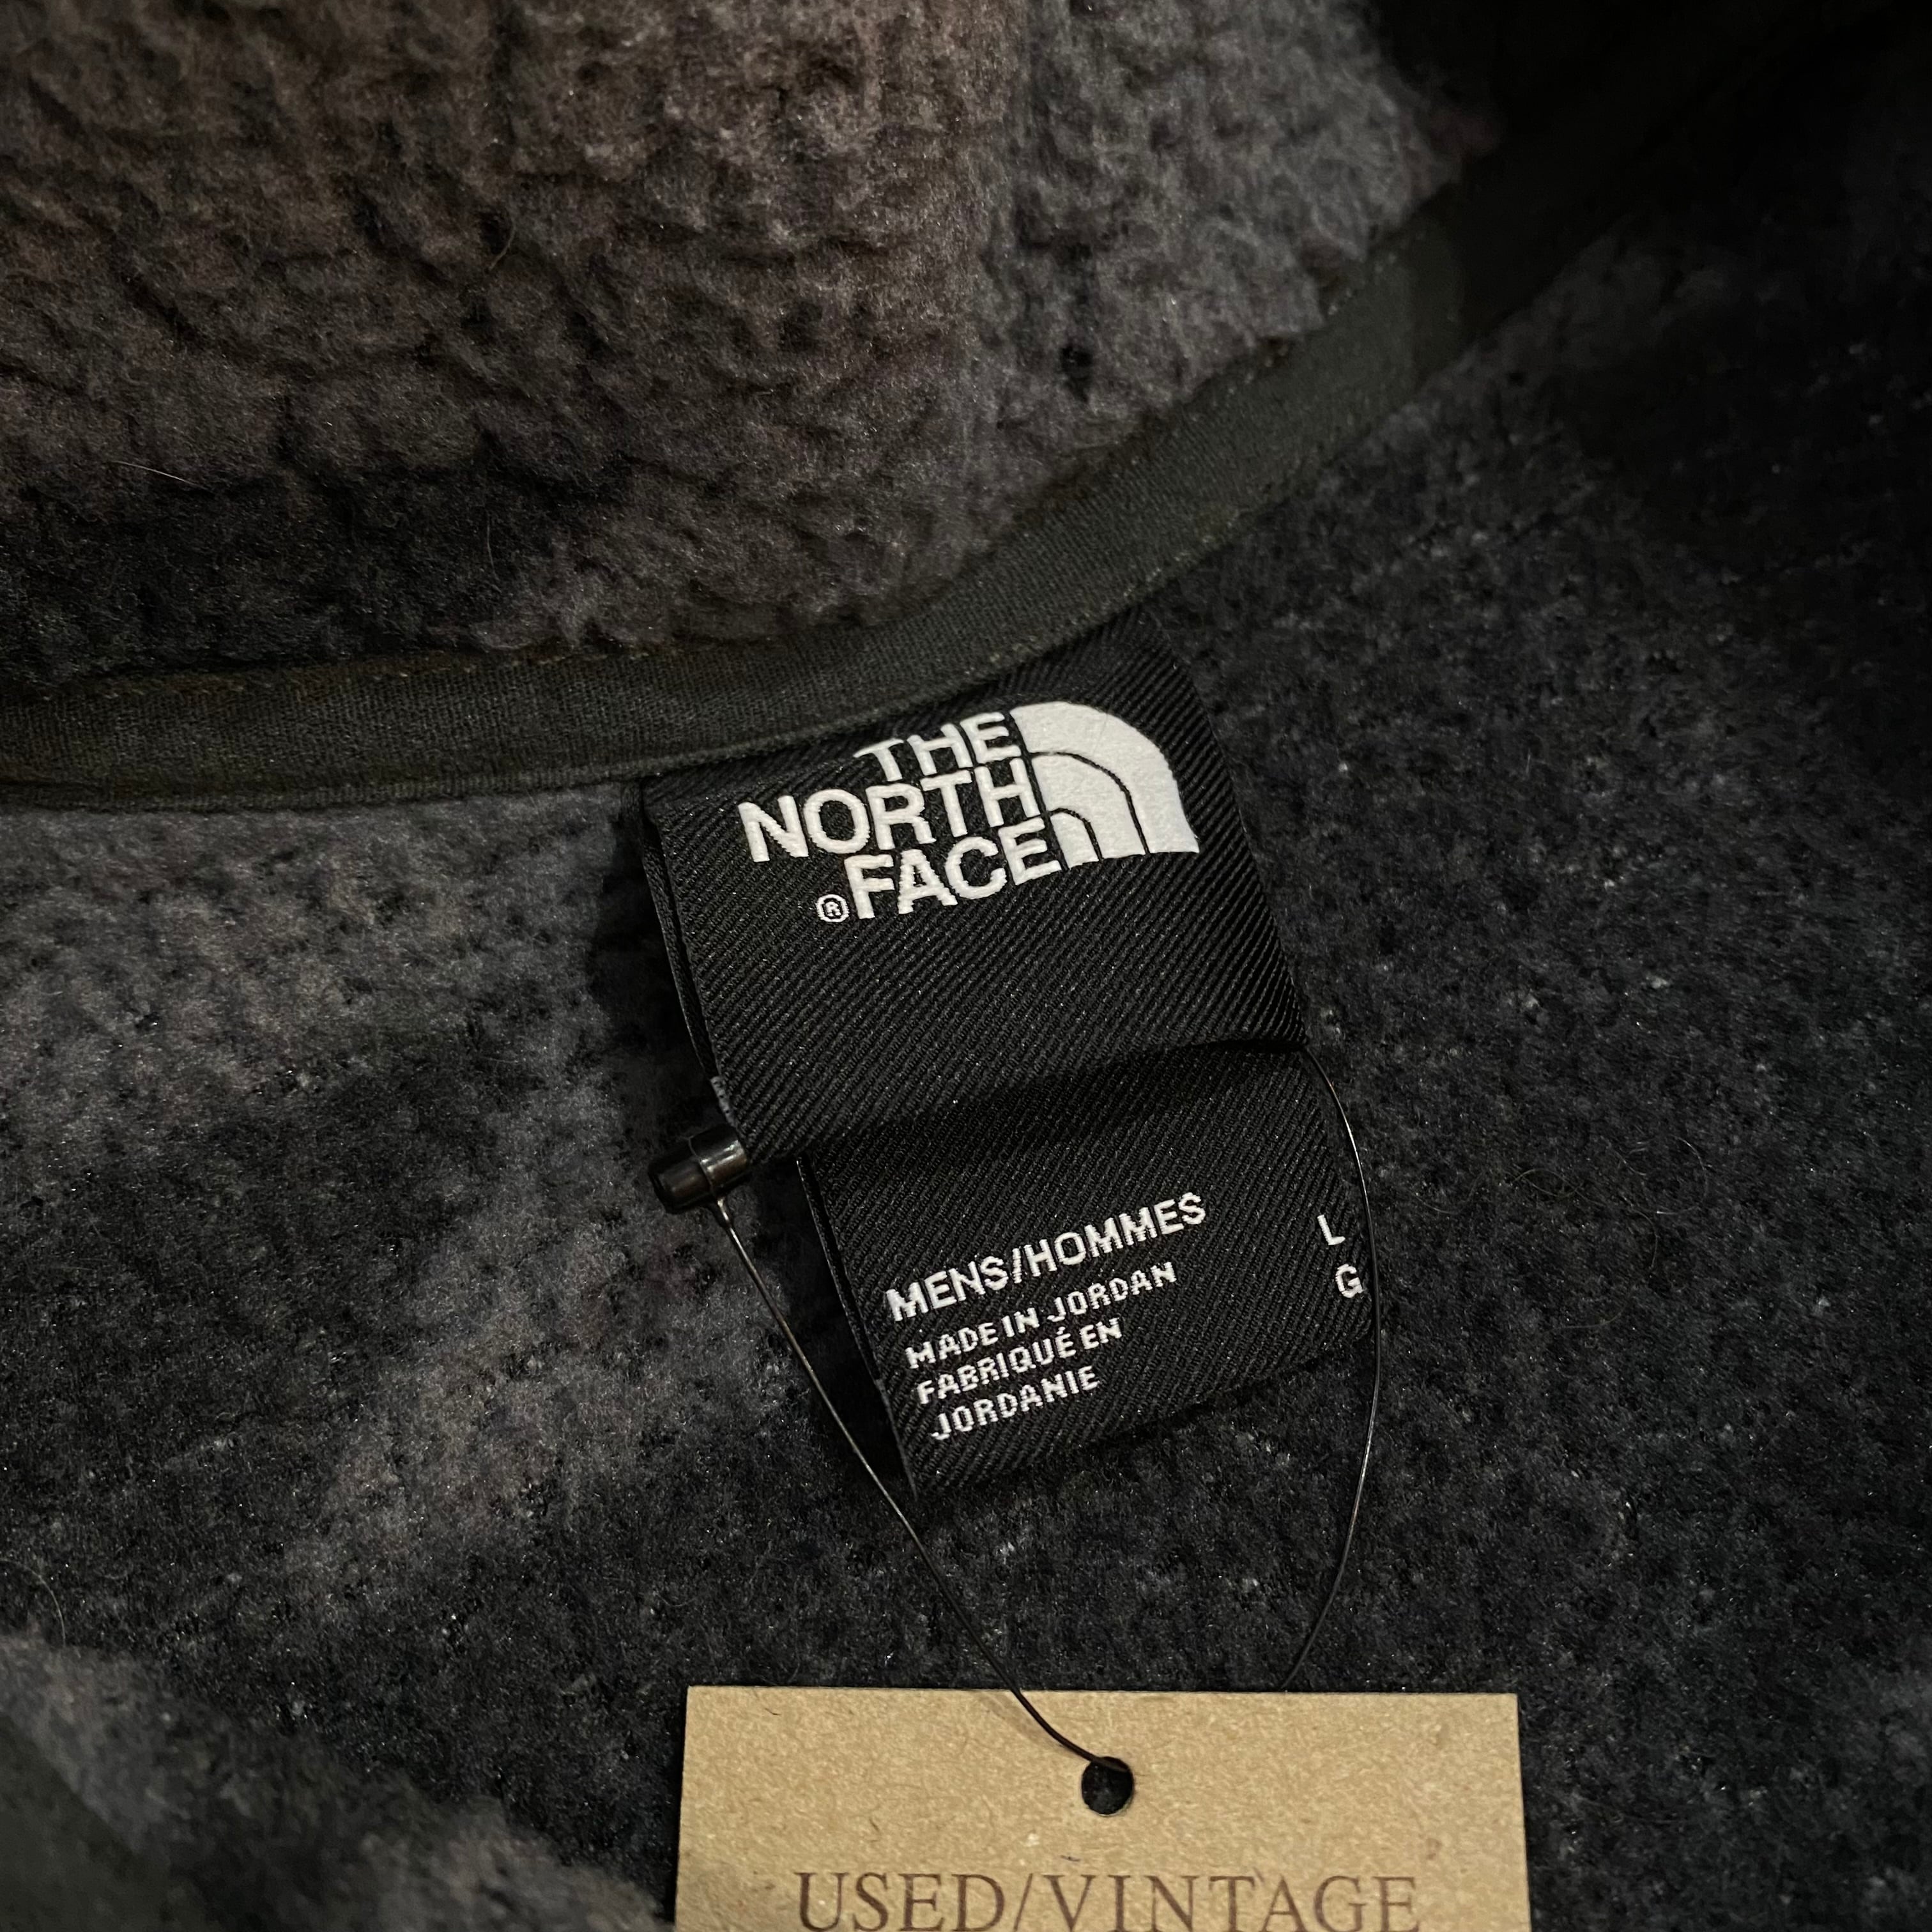 THE
NORTH
FACE
®
MENS/HOMMES L
MADE IN JORDAN G
FABRIQUÉ EN
JORDANIE
USED/VINTAGE